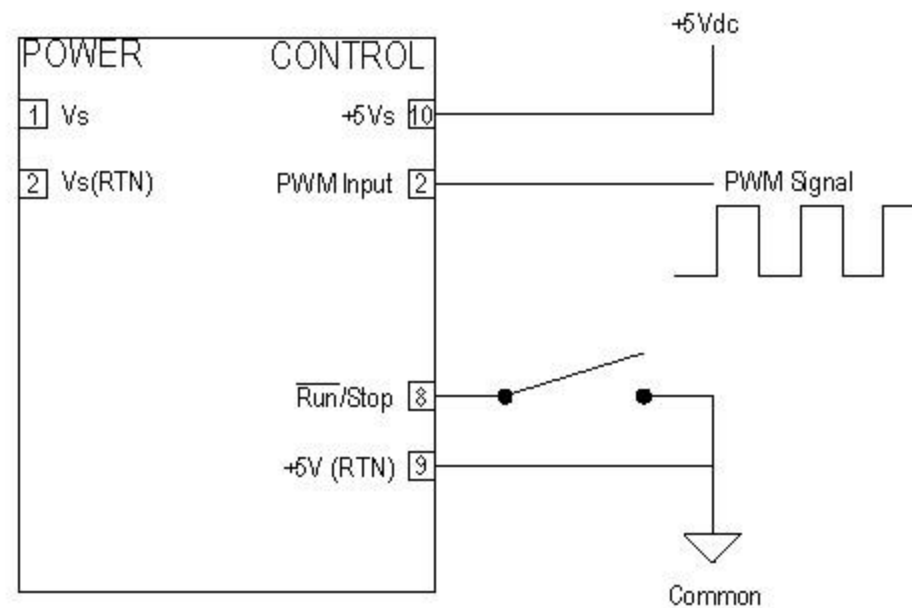 +5Vdc
POWER CONTROL
1 Vs +5Vs 10
2 Vs(RTN) PWM Input 2 PWM Signal
Run/Stop 8
+5V (RTN) 9
Common